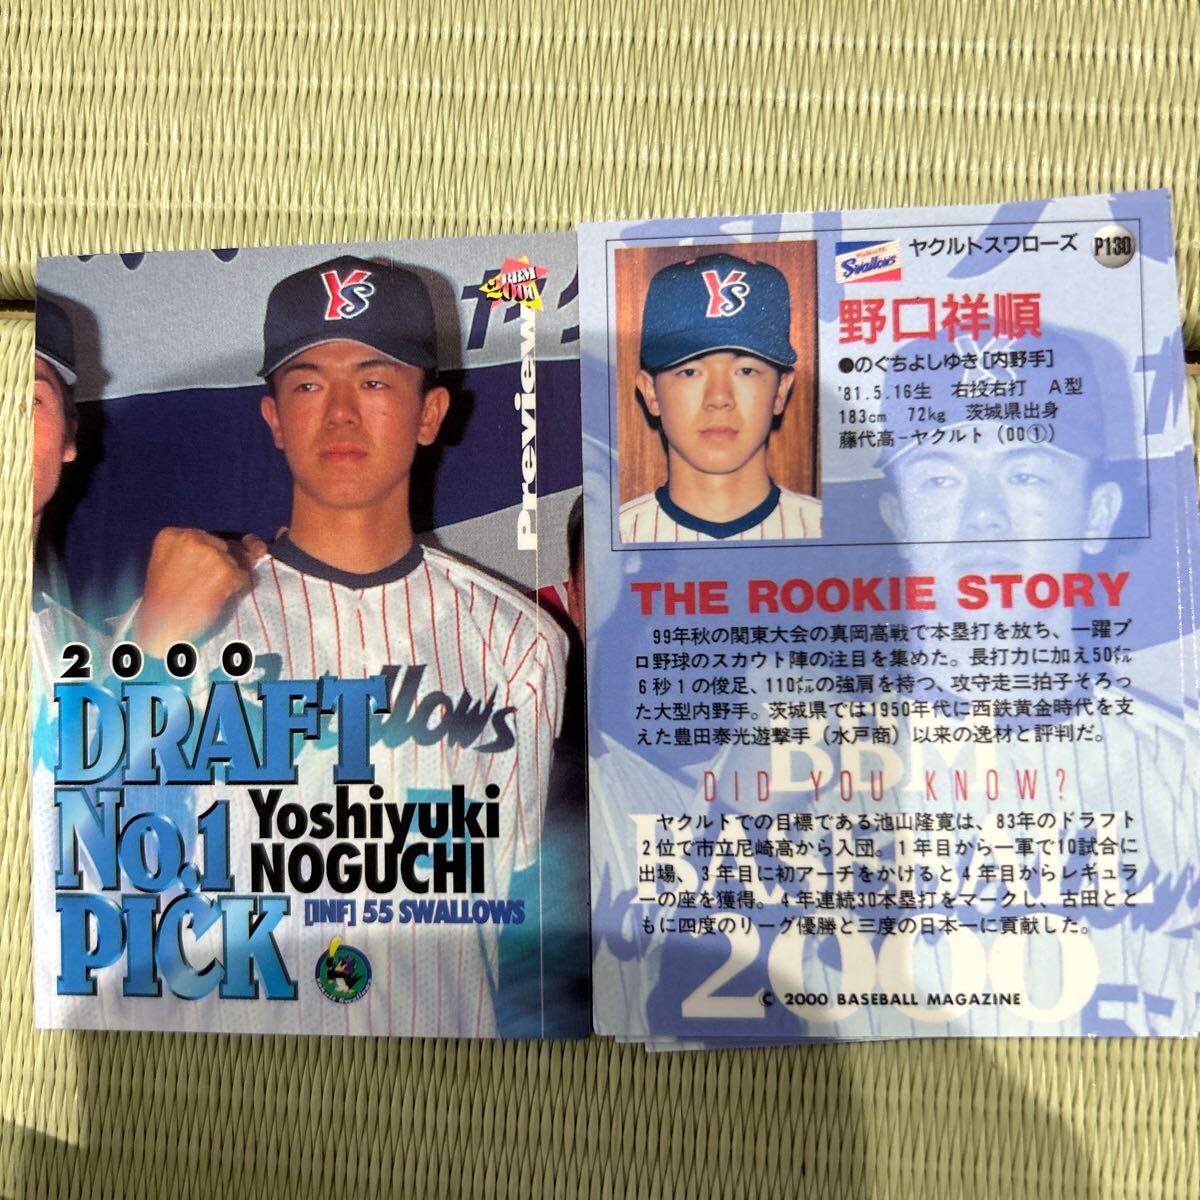 YS
BBM
2000
Preview
Swallows
2000
DRAFT
No.1
PICK
Yoshiyuki
NOGUCHI
[INF] 55 SWALLOWS
YS
YAKULT
Swallows
ヤクルトスワローズ
P130
野口祥順
●のぐちよしゆき[内野手]
'81.5.16生 右投右打 A型
183cm 72kg 茨城県出身
藤代高−ヤクルト(00①)
THE ROOKIE STORY
99年秋の関東大会の真岡高戦で本塁打を放ち、一躍プ
ロ野球のスカウト陣の注目を集めた。長打力に加え50㍍
6秒1の俊足、110㍍の強肩を持つ、攻守走三拍子そろっ
た大型内野手。茨城県では1950年代に西鉄黄金時代を支
えた豊田泰光遊撃手(水戸商)以来の逸材と評判だ。
DID YOU KNOW?
ヤクルトでの目標である池山隆寛は、83年のドラフト
2位で市立尼崎高から入団。1年目から一軍で10試合に
出場、3年目に初アーチをかけると4年目からレギュラ
ーの座を獲得。4年連続30本塁打をマークし、古田とと
もに四度のリーグ優勝と三度の日本一に貢献した。
BBM
BASEBALL
2000
© 2000 BASEBALL MAGAZINE